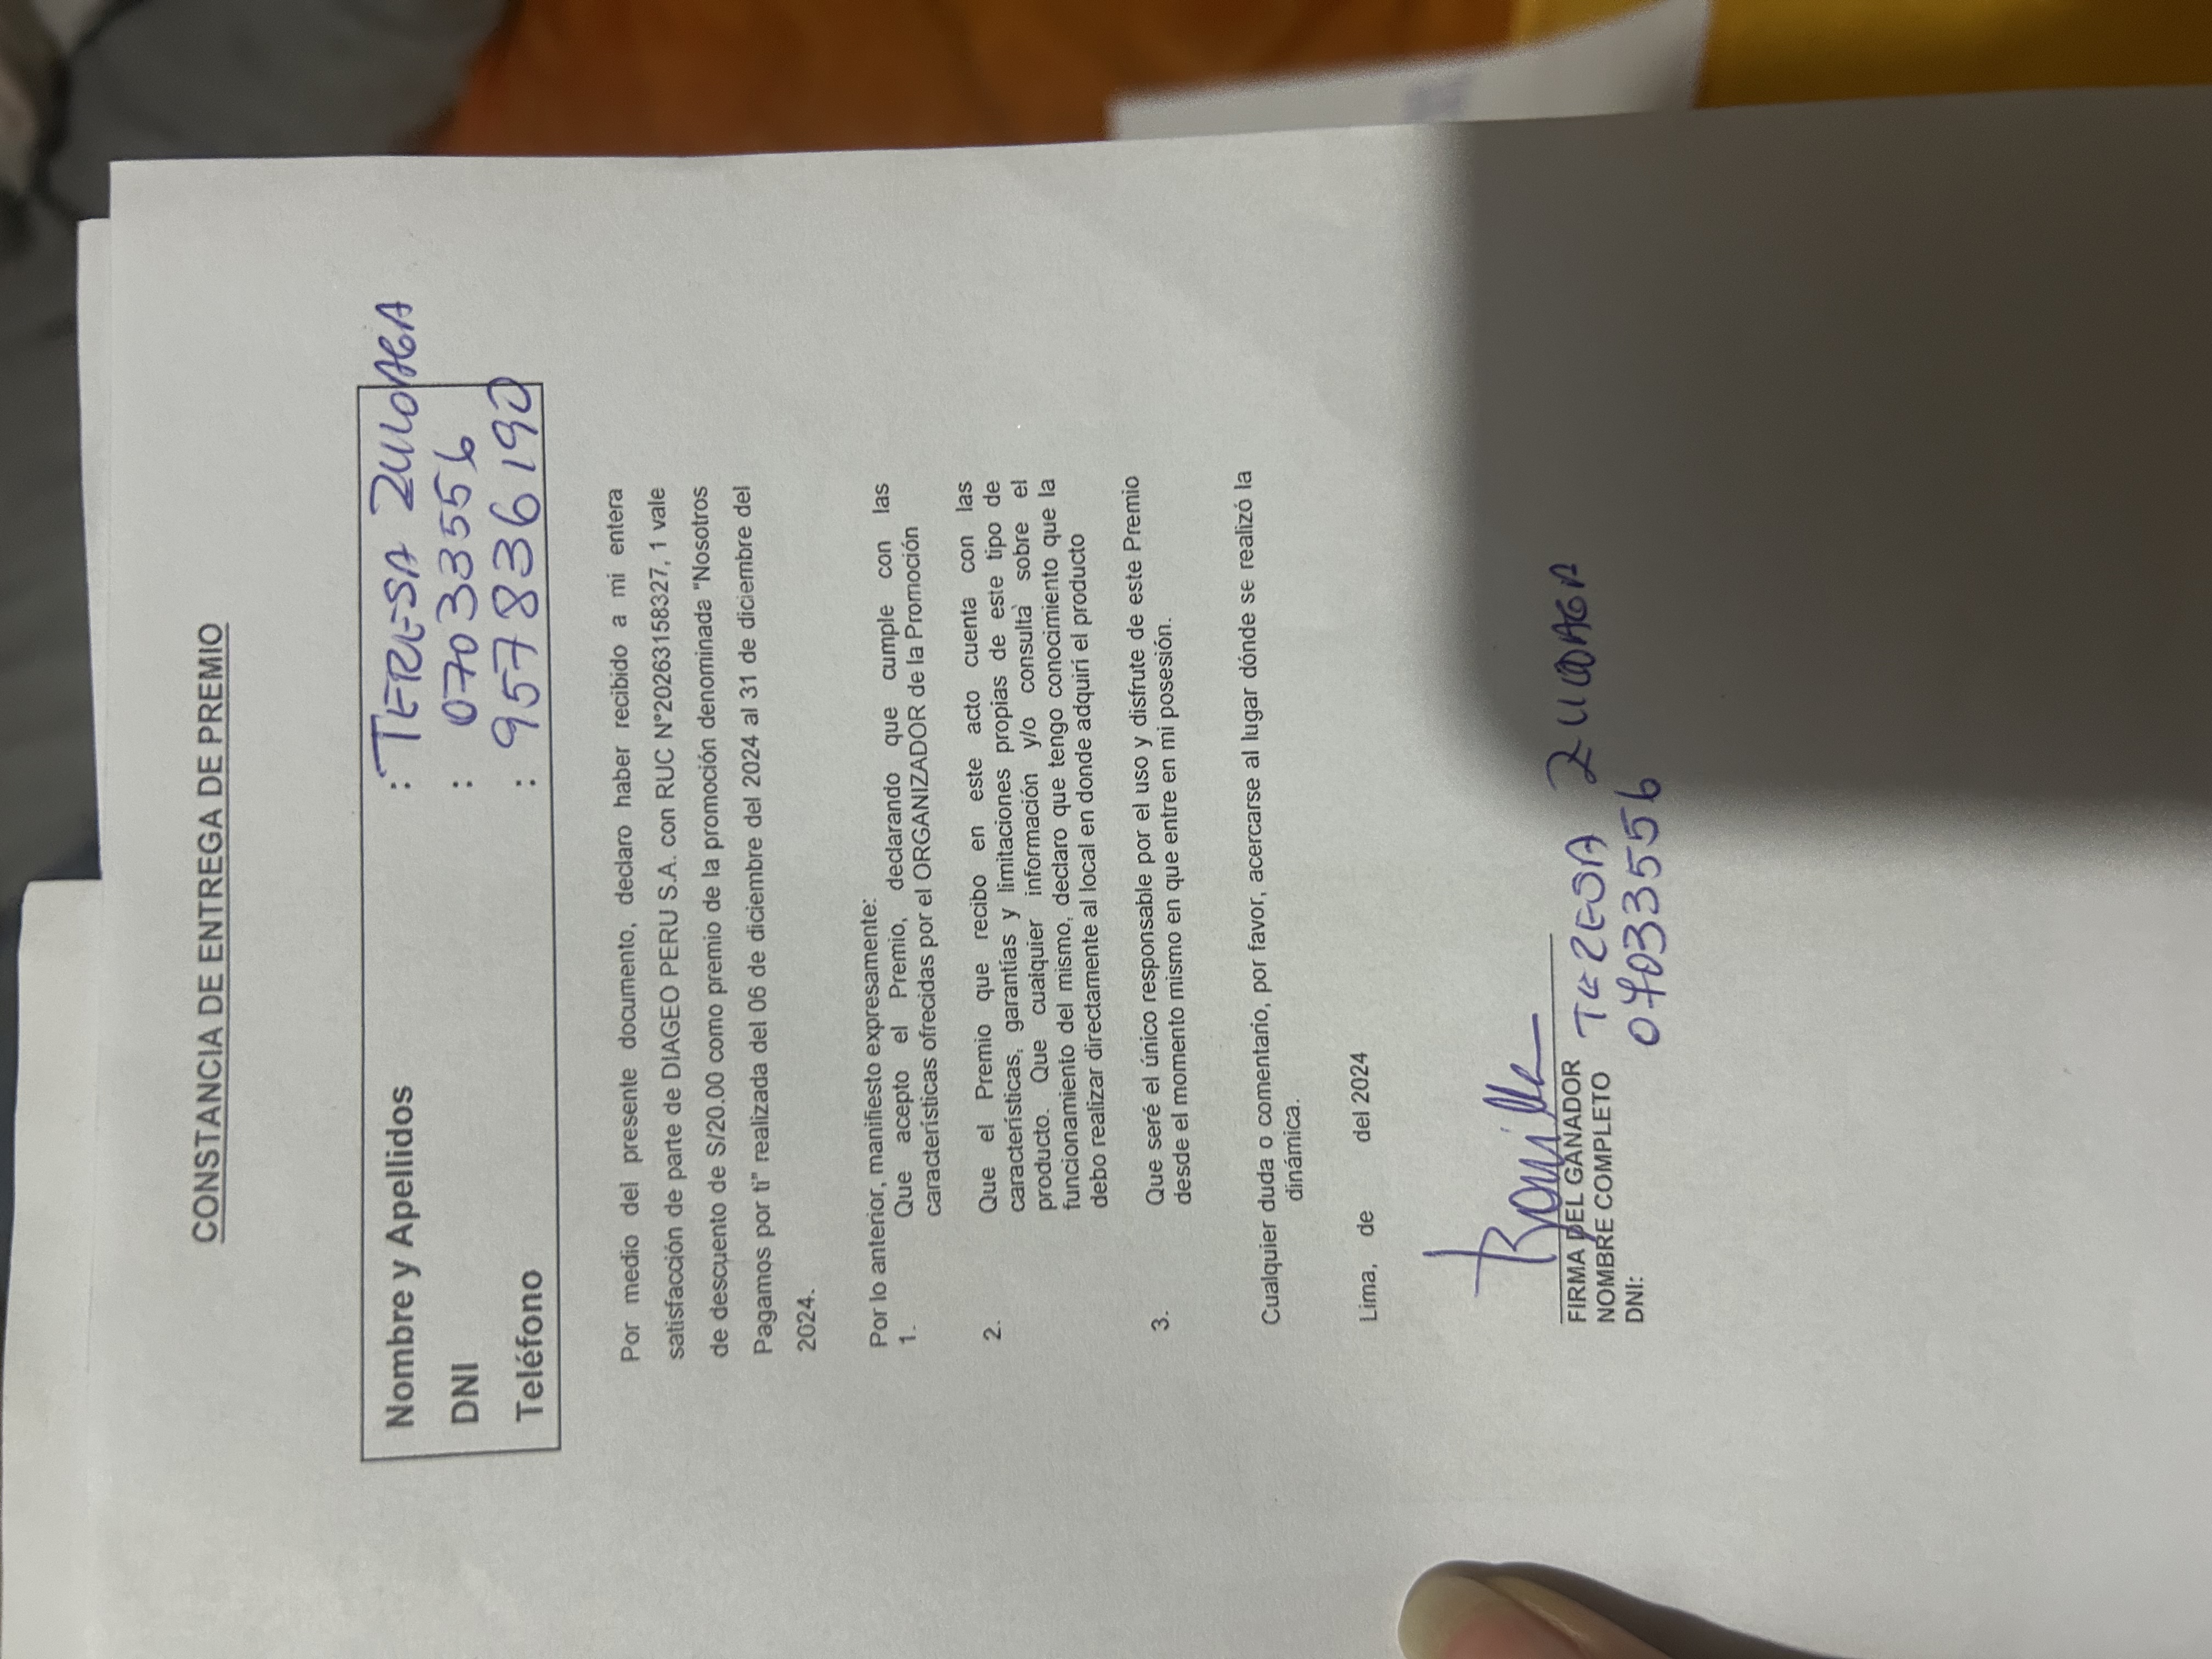 CONSTANCIA DE ENTREGA DE PREMIO
Nombre y Apellidos : TERESA ZULOAGA
DNI : 07033556
Teléfono : 957836190
Por medio del presente documento, declaro haber recibido a mi entera
satisfacción de parte de DIAGEO PERU S.A. con RUC N°20263158327, 1 vale
de descuento de S/20.00 como premio de la promoción denominada "Nosotros
Pagamos por ti" realizada del 06 de diciembre del 2024 al 31 de diciembre del
2024.
Por lo anterior, manifiesto expresamente:
1. Que acepto el Premio, declarando que cumple con las
características ofrecidas por el ORGANIZADOR de la Promoción
2. Que el Premio que recibo en este acto cuenta con las
características, garantías y limitaciones propias de este tipo de
producto. Que cualquier información y/o consulta sobre el
funcionamiento del mismo, declaro que tengo conocimiento que la
debo realizar directamente al local en donde adquirí el producto
3. Que seré el único responsable por el uso y disfrute de este Premio
desde el momento mismo en que entre en mi posesión.
Cualquier duda o comentario, por favor, acercarse al lugar dónde se realizó la
dinámica.
Lima, de del 2024
FIRMA DEL GANADOR
NOMBRE COMPLETO TERESA ZULOAGA
DNI: 07033556